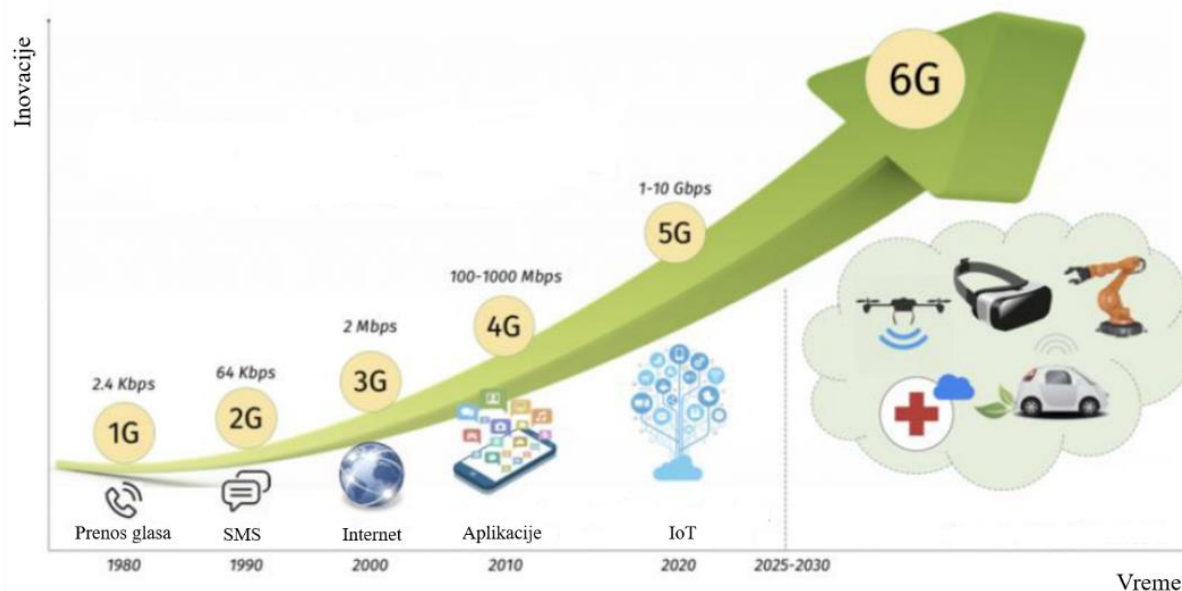 Inovacije
6G
1-10 Gbps
5G
100-1000 Mbps
4G
2 Mbps
3G
64 Kbps
2G
2.4 Kbps
1G
Prenos glasa
SMS
Internet
Aplikacije
IoT
1980
1990
2000
2010
2020
2025-2030
Vreme